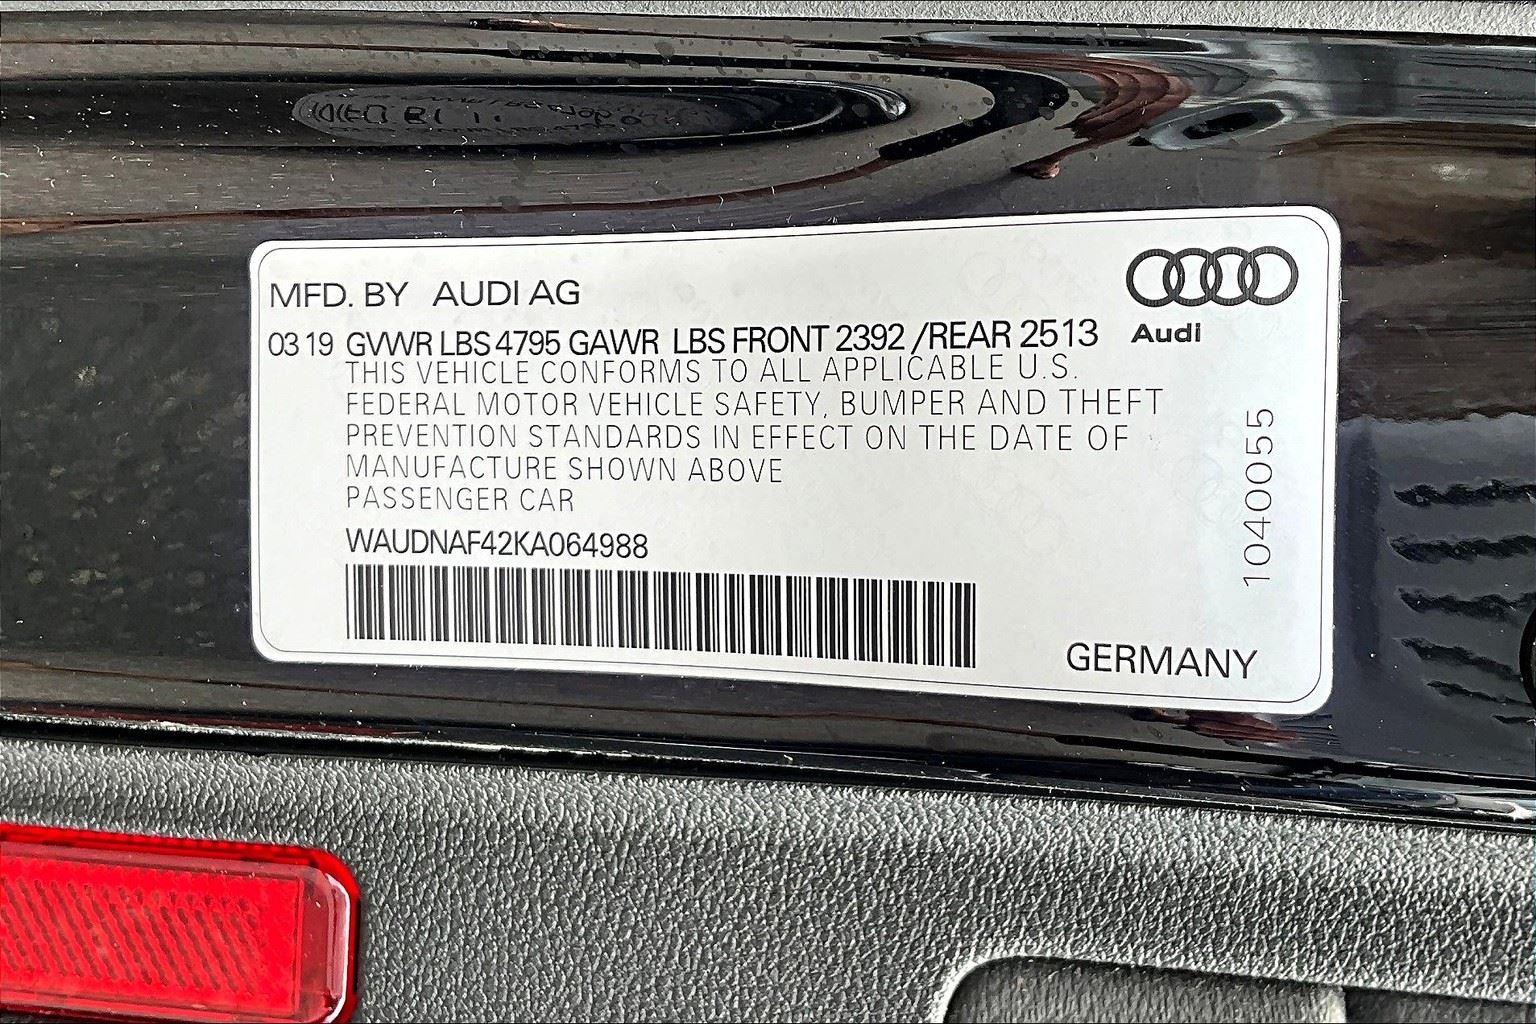 MFD. BY AUDI AG
Audi
03 19 GVWR LBS 4795 GAWR LBS FRONT 2392 /REAR 2513
THIS VEHICLE CONFORMS TO ALL APPLICABLE U.S.
FEDERAL MOTOR VEHICLE SAFETY, BUMPER AND THEFT
PREVENTION STANDARDS IN EFFECT ON THE DATE OF
MANUFACTURE SHOWN ABOVE
PASSENGER CAR
WAUDNAF42KA064988
1040055
GERMANY